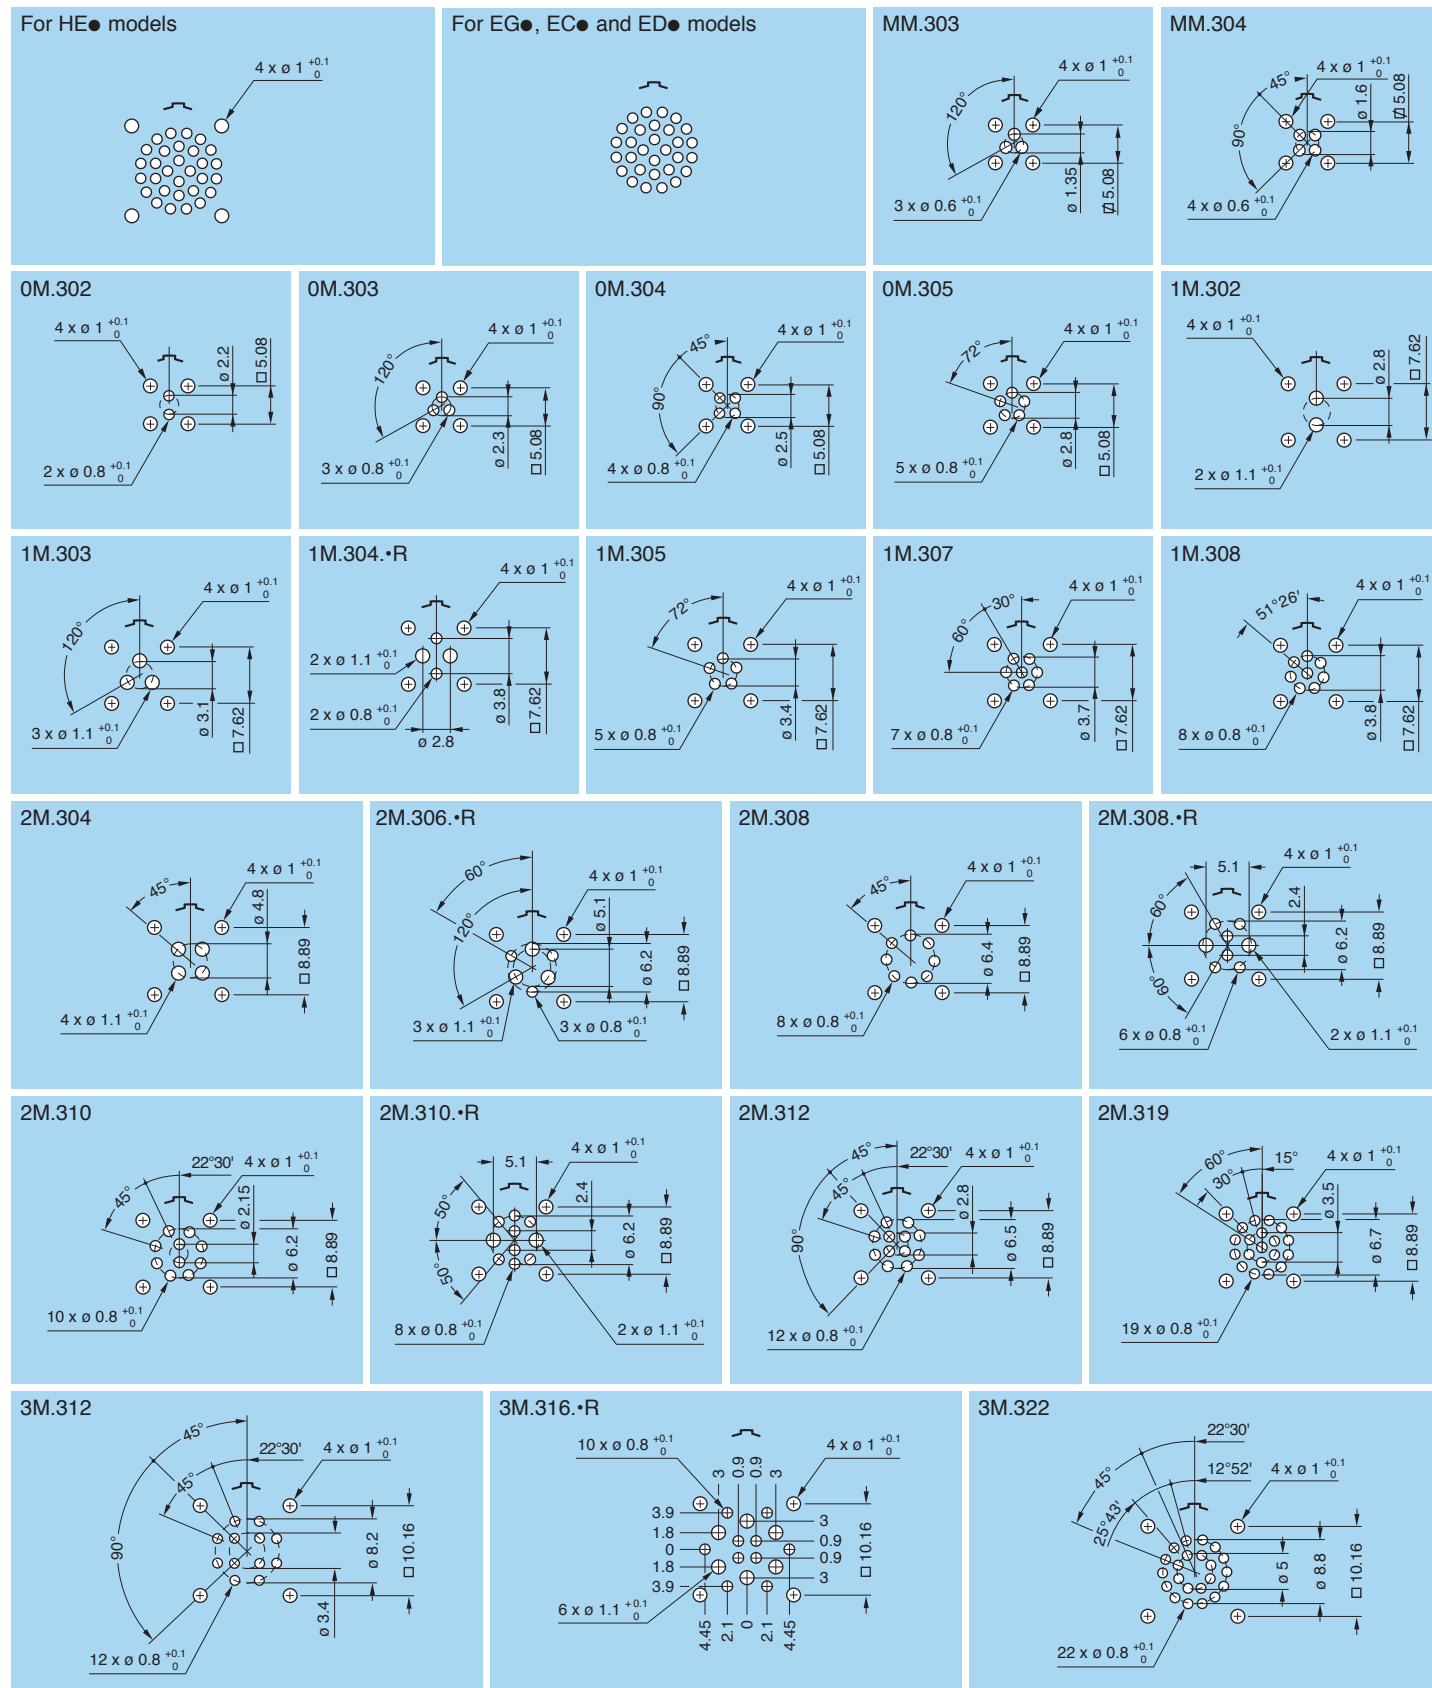 For HE● models
4 x ø 1 +0.1 0
For EG●, EC● and ED● models
MM.303
4 x ø 1 +0.1 0
120°
3 x ø 0.6 +0.1 0
ø 1.35
□ 5.08
MM.304
4 x ø 1 +0.1 0
45°
90°
4 x ø 0.6 +0.1 0
ø 1.6
□ 5.08
0M.302
4 x ø 1 +0.1 0
ø 2.2
□ 5.08
2 x ø 0.8 +0.1 0
0M.303
4 x ø 1 +0.1 0
120°
3 x ø 0.8 +0.1 0
ø 2.3
□ 5.08
0M.304
4 x ø 1 +0.1 0
45°
90°
4 x ø 0.8 +0.1 0
ø 2.5
□ 5.08
0M.305
4 x ø 1 +0.1 0
72°
5 x ø 0.8 +0.1 0
ø 2.8
□ 5.08
1M.302
4 x ø 1 +0.1 0
ø 2.8
□ 7.62
2 x ø 1.1 +0.1 0
1M.303
4 x ø 1 +0.1 0
120°
3 x ø 1.1 +0.1 0
ø 3.1
□ 7.62
1M.304.•R
4 x ø 1 +0.1 0
2 x ø 1.1 +0.1 0
2 x ø 0.8 +0.1 0
ø 2.8
ø 3.8
□ 7.62
1M.305
4 x ø 1 +0.1 0
72°
5 x ø 0.8 +0.1 0
ø 3.4
□ 7.62
1M.307
4 x ø 1 +0.1 0
30°
60°
7 x ø 0.8 +0.1 0
ø 3.7
□ 7.62
1M.308
4 x ø 1 +0.1 0
51°26'
8 x ø 0.8 +0.1 0
ø 3.8
□ 7.62
2M.304
4 x ø 1 +0.1 0
45°
ø 4.8
□ 8.89
4 x ø 1.1 +0.1 0
2M.306.•R
60°
120°
4 x ø 1 +0.1 0
ø 5.1
ø 6.2
□ 8.89
3 x ø 1.1 +0.1 0
3 x ø 0.8 +0.1 0
2M.308
4 x ø 1 +0.1 0
45°
ø 6.4
□ 8.89
8 x ø 0.8 +0.1 0
2M.308.•R
4 x ø 1 +0.1 0
5.1
60°
60°
2.4
ø 6.2
□ 8.89
6 x ø 0.8 +0.1 0
2 x ø 1.1 +0.1 0
2M.310
22°30'
4 x ø 1 +0.1 0
45°
ø 2.15
ø 6.2
□ 8.89
10 x ø 0.8 +0.1 0
2M.310.•R
4 x ø 1 +0.1 0
5.1
50°
50°
2.4
ø 6.2
□ 8.89
8 x ø 0.8 +0.1 0
2 x ø 1.1 +0.1 0
2M.312
45°
22°30'
4 x ø 1 +0.1 0
45°
90°
ø 2.8
ø 6.5
□ 8.89
12 x ø 0.8 +0.1 0
2M.319
60°
15°
4 x ø 1 +0.1 0
30°
ø 3.5
ø 6.7
□ 8.89
19 x ø 0.8 +0.1 0
3M.312
45°
22°30'
4 x ø 1 +0.1 0
45°
90°
ø 8.2
□ 10.16
ø 3.4
12 x ø 0.8 +0.1 0
3M.316.•R
10 x ø 0.8 +0.1 0
4 x ø 1 +0.1 0
3 0.9 0.9 3
3.9
1.8
0
1.8
3.9
3
0.9
0.9
3
□ 10.16
6 x ø 1.1 +0.1 0
4.45 2.1 0 2.1 4.45
3M.322
22°30'
45°
12°52'
4 x ø 1 +0.1 0
25°43'
ø 5
ø 8.8
□ 10.16
22 x ø 0.8 +0.1 0